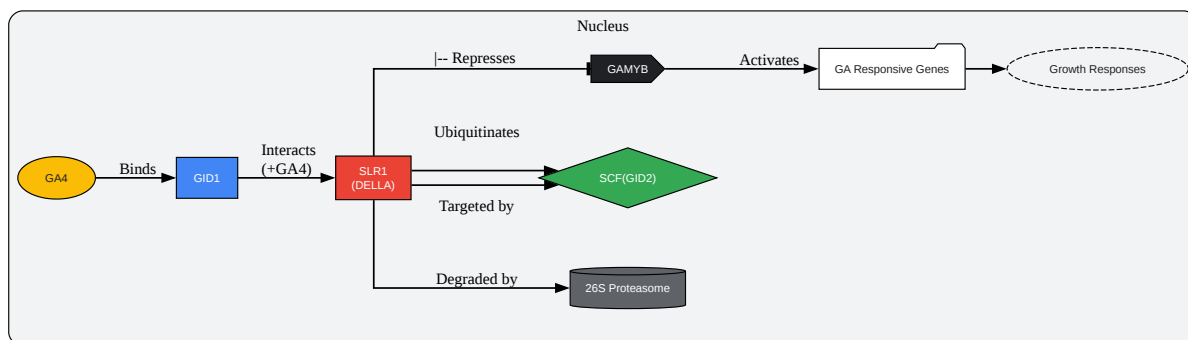 Nucleus
|-- Represses
GAMYB
Activates
GA Responsive Genes
Growth Responses
Ubiquitinates
GA4
Binds
GID1
Interacts
(+GA4)
SLR1
(DELLA)
SCF(GID2)
Targeted by
Degraded by
26S Proteasome